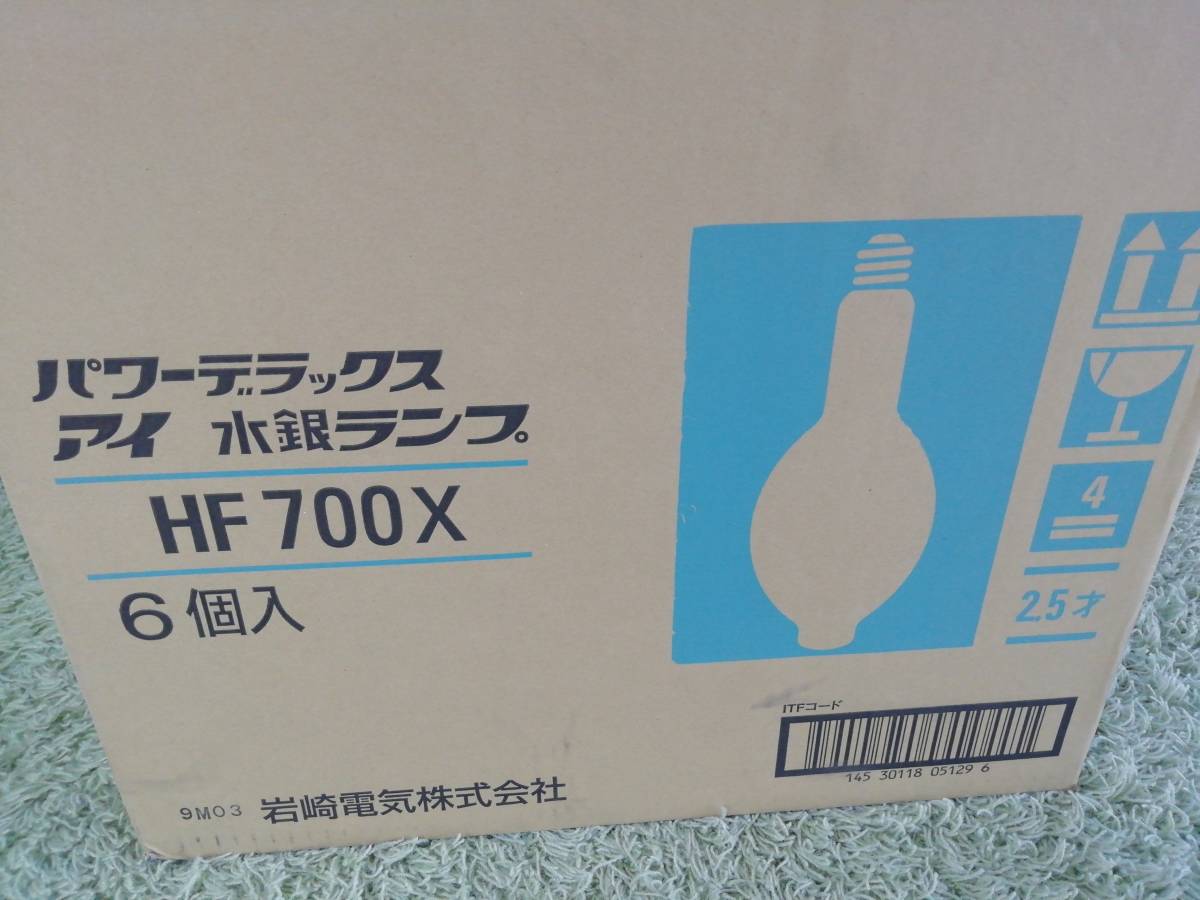 パワーデラックス
アイ 水銀ランプ
HF700X
6個入
4
2.5才
ITFコード
145 30118 05129 6
9M03 岩崎電気株式会社